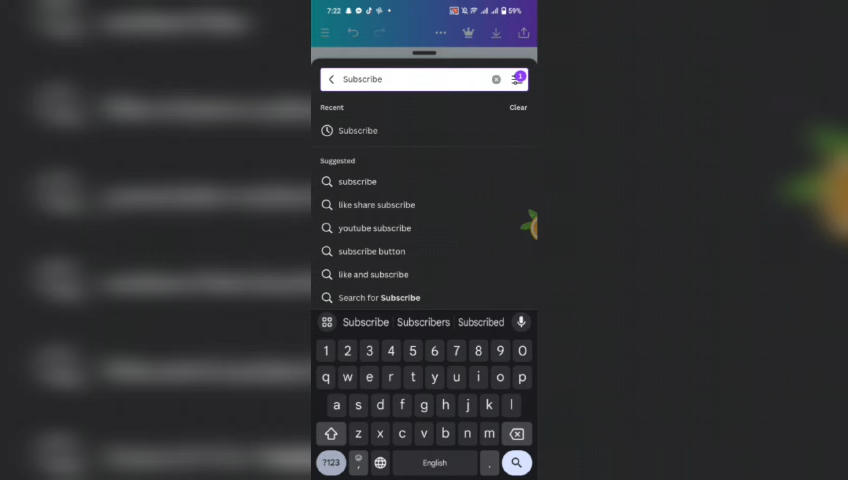 7:22 59%
Subscribe 1
Recent Clear
Subscribe
Suggested
subscribe
like share subscribe
youtube subscribe
subscribe button
like and subscribe
Search for Subscribe
Subscribe Subscribers Subscribed
1 2 3 4 5 6 7 8 9 0
q w e r t y u i o p
a s d f g h j k l
z x c v b n m
?123 , English .